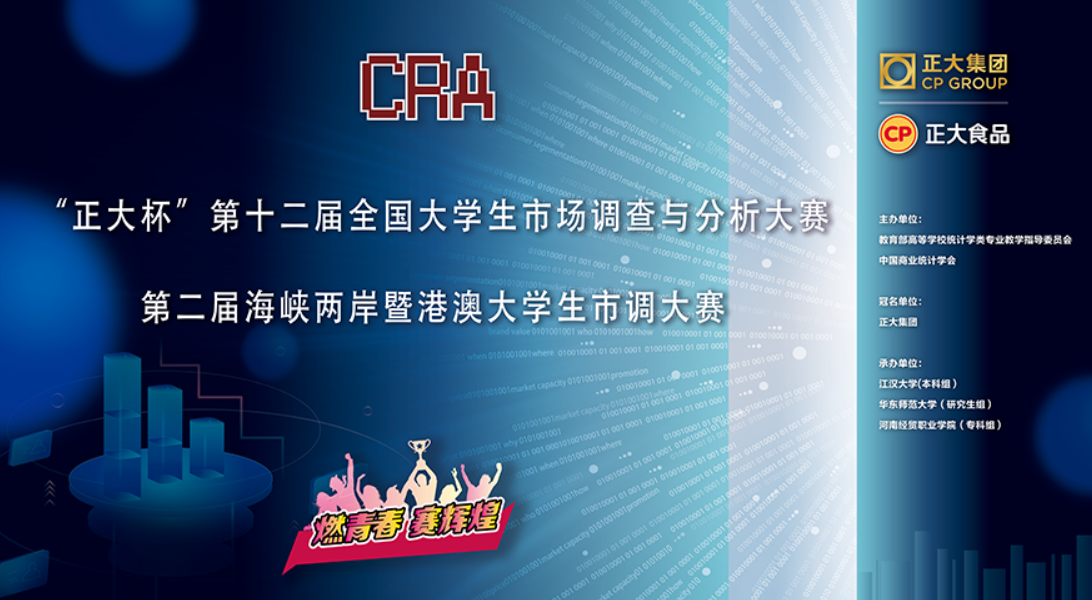 CRA
“正大杯”第十二届全国大学生市场调查与分析大赛
第二届海峡两岸暨港澳大学生市调大赛
燃青春 赛辉煌
正大集团
CP GROUP
CP 正大食品
主办单位：
教育部高等学校统计学类专业教学指导委员会
中国商业统计学会
冠名单位：
正大集团
承办单位：
江汉大学(本科组)
华东师范大学（研究生组）
河南经贸职业学院（专科组）